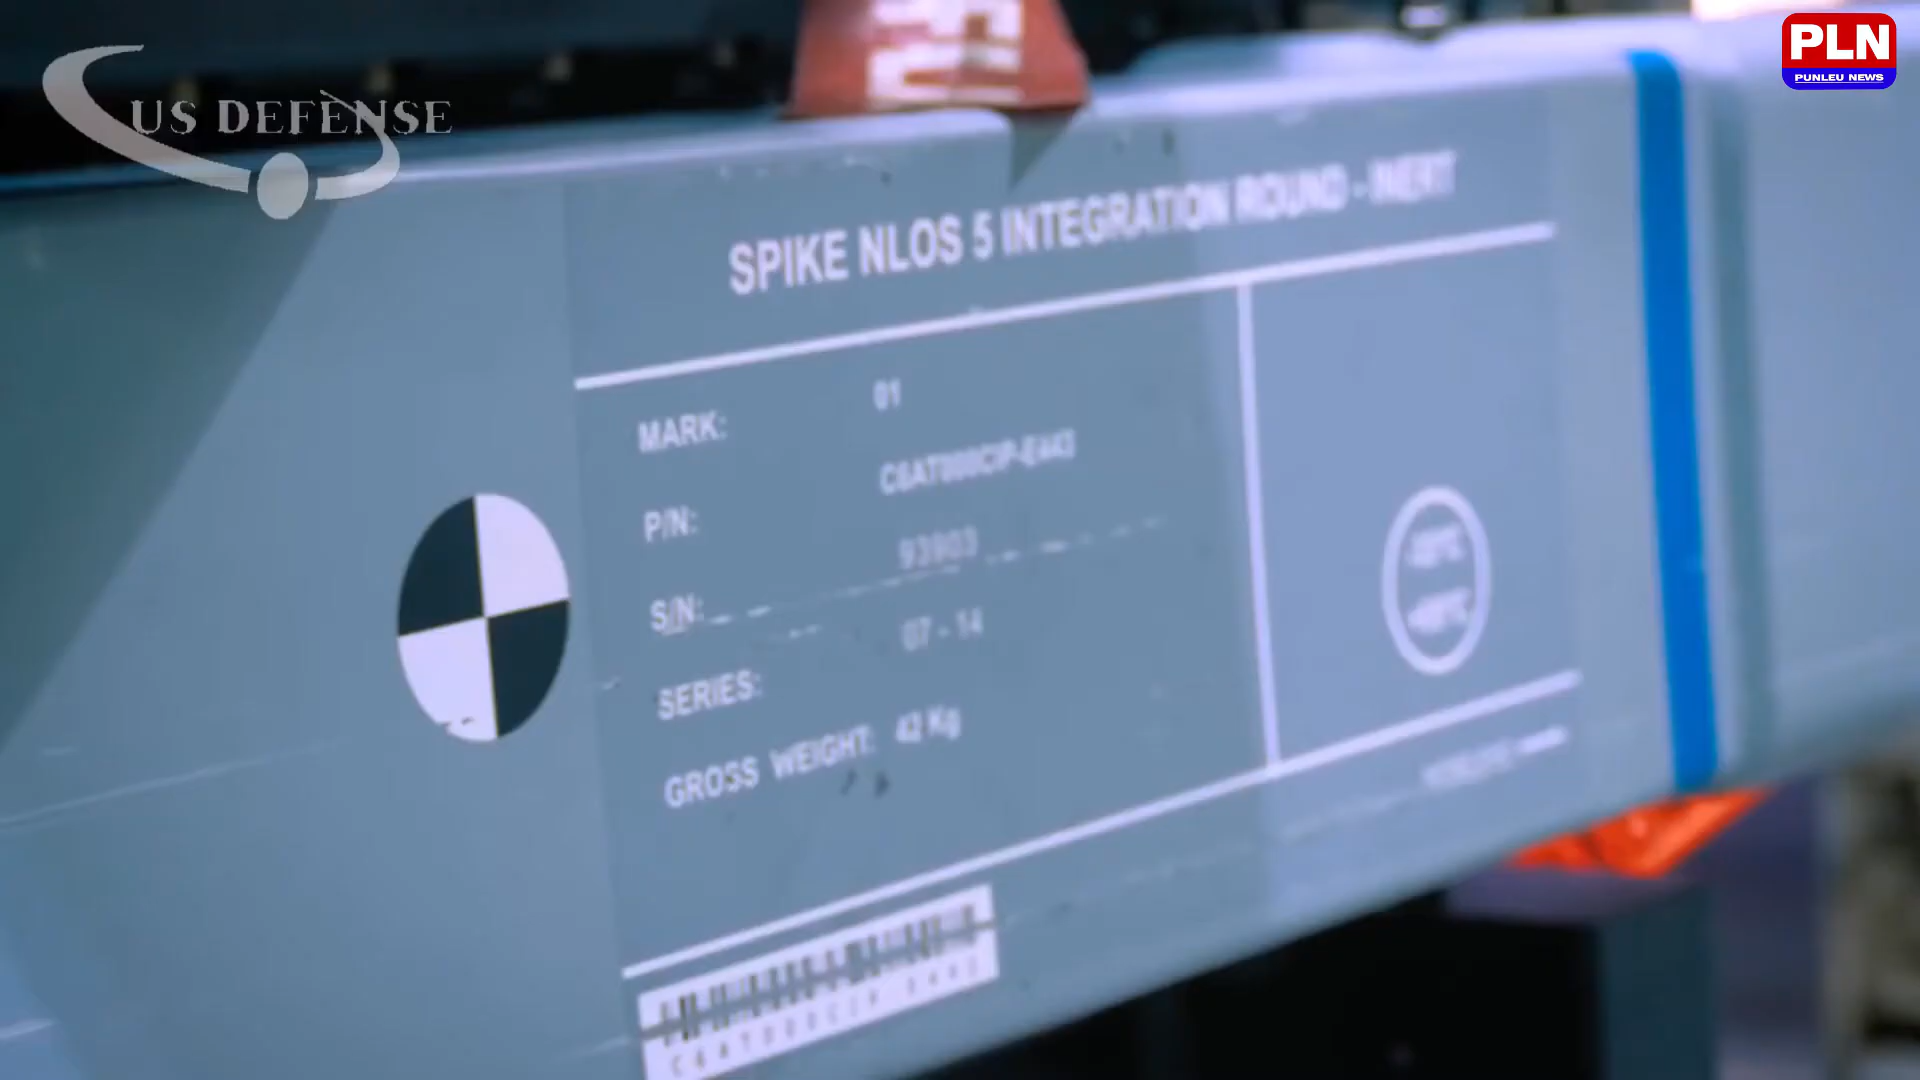 PLN
PUNLEU NEWS
US DEFENSE
SPIKE NLOS 5 INTEGRATION ROUND - INERT
MARK: 01
P/N:
S/N: 93903
SERIES: 07 - 14
GROSS WEIGHT: 42 Kg